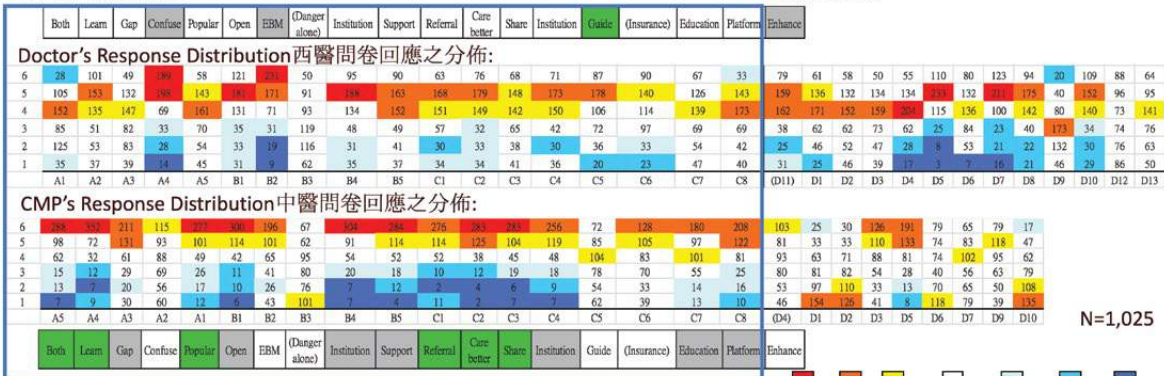 Both Learn Gap Confuse Popular Open EBM (Danger alone) Institution Support Referral Care better Share Institution Guide (Insurance) Education Platform Enhance
Doctor's Response Distribution西醫問卷回應之分佈:
6 28 101 49 189 58 121 231 50 95 90 63 76 68 71 87 90 67 33 79 61 58 50 55 110 80 123 94 20 109 88 64
5 105 153 132 198 143 181 171 91 188 163 168 179 148 173 178 140 126 143 159 136 132 134 134 233 132 211 175 40 152 96 95
4 152 135 147 69 161 131 71 93 134 152 151 149 142 150 106 114 139 173 162 171 152 159 204 115 136 100 142 80 140 73 141
3 85 51 82 33 70 35 31 119 48 49 57 32 65 42 72 97 69 69 38 62 62 73 62 25 84 23 40 173 34 74 76
2 125 53 83 28 54 33 19 116 31 41 30 33 38 30 36 33 54 42 25 46 52 47 28 8 53 21 22 132 30 76 63
1 35 37 39 14 45 31 9 62 35 37 34 34 41 36 20 23 47 40 31 25 46 39 17 3 7 16 21 46 29 86 50
A1 A2 A3 A4 A5 B1 B2 B3 B4 B5 C1 C2 C3 C4 C5 C6 C7 C8 (D11) D1 D2 D3 D4 D5 D6 D7 D8 D9 D10 D12 D13
CMP's Response Distribution中醫問卷回應之分佈:
6 288 332 211 115 277 300 196 67 304 284 276 283 283 256 72 128 180 208 103 25 30 126 191 79 65 79 17
5 98 72 131 93 101 114 101 62 91 114 114 125 104 119 85 105 97 122 81 33 33 110 133 74 83 118 47
4 62 32 61 88 49 42 65 95 54 52 52 38 45 48 104 83 101 81 93 63 71 88 81 74 102 95 62
3 15 12 29 69 26 11 41 80 20 18 10 12 19 18 78 70 55 25 80 81 82 54 28 40 56 63 79
2 13 7 20 56 17 10 26 76 7 12 2 4 6 9 54 33 14 16 53 97 110 33 13 70 65 50 108
1 7 9 30 60 12 6 43 101 7 4 11 2 7 7 62 39 13 10 46 154 126 41 8 118 79 39 135
A5 A4 A3 A2 A1 B1 B2 B3 B4 B5 C1 C2 C3 C4 C5 C6 C7 C8 (D4) D1 D2 D3 D5 D6 D7 D9 D10
N=1,025
Both Learn Gap Confuse Popular Open EBM (Danger alone) Institution Support Referral Care better Share Institution Guide (Insurance) Education Platform Enhance